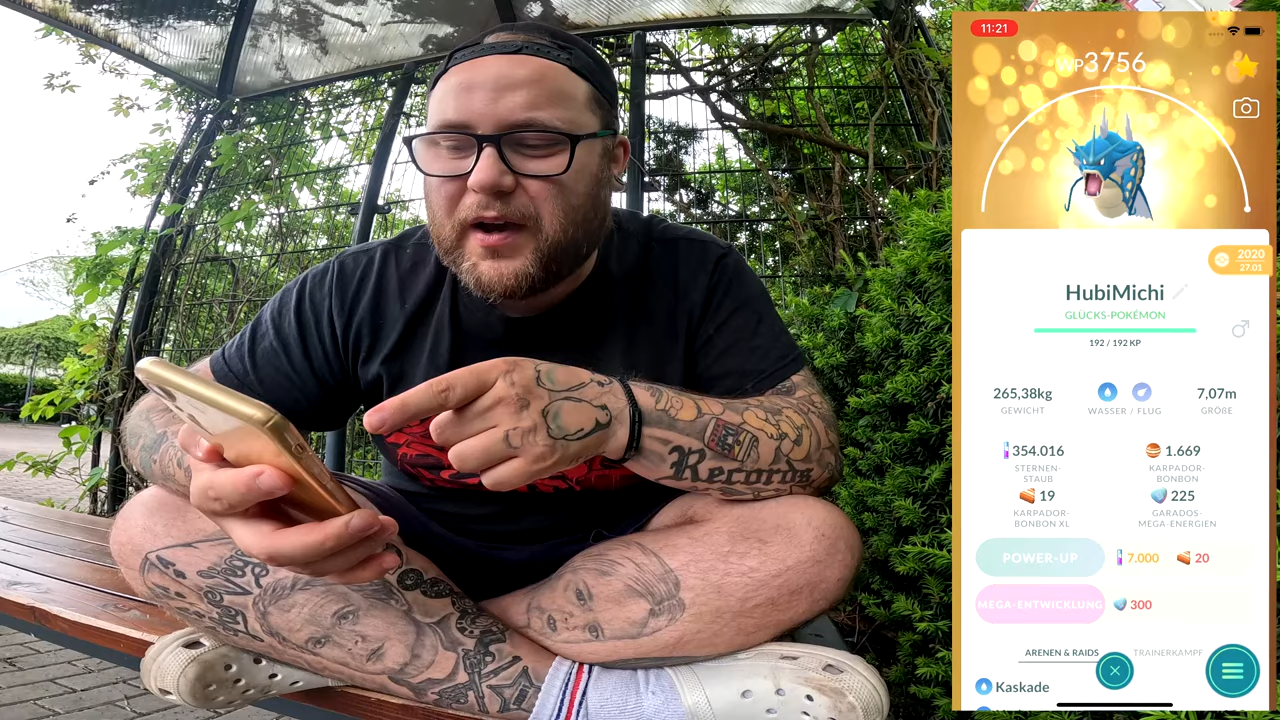 Records
11:21
WP3756
2020
27.01
HubiMichi
GLÜCKS-POKÉMON
192 / 192 KP
265,38kg
GEWICHT
WASSER / FLUG
7,07m
GRÖßE
354.016
STERNEN-
STAUB
1.669
KARPADOR-
BONBON
19
KARPADOR-
BONBON XL
225
GARADOS-
MEGA-ENERGIEN
POWER-UP
7.000
20
MEGA-ENTWICKLUNG
300
ARENEN & RAIDS
TRAINERKAMPF
Kaskade